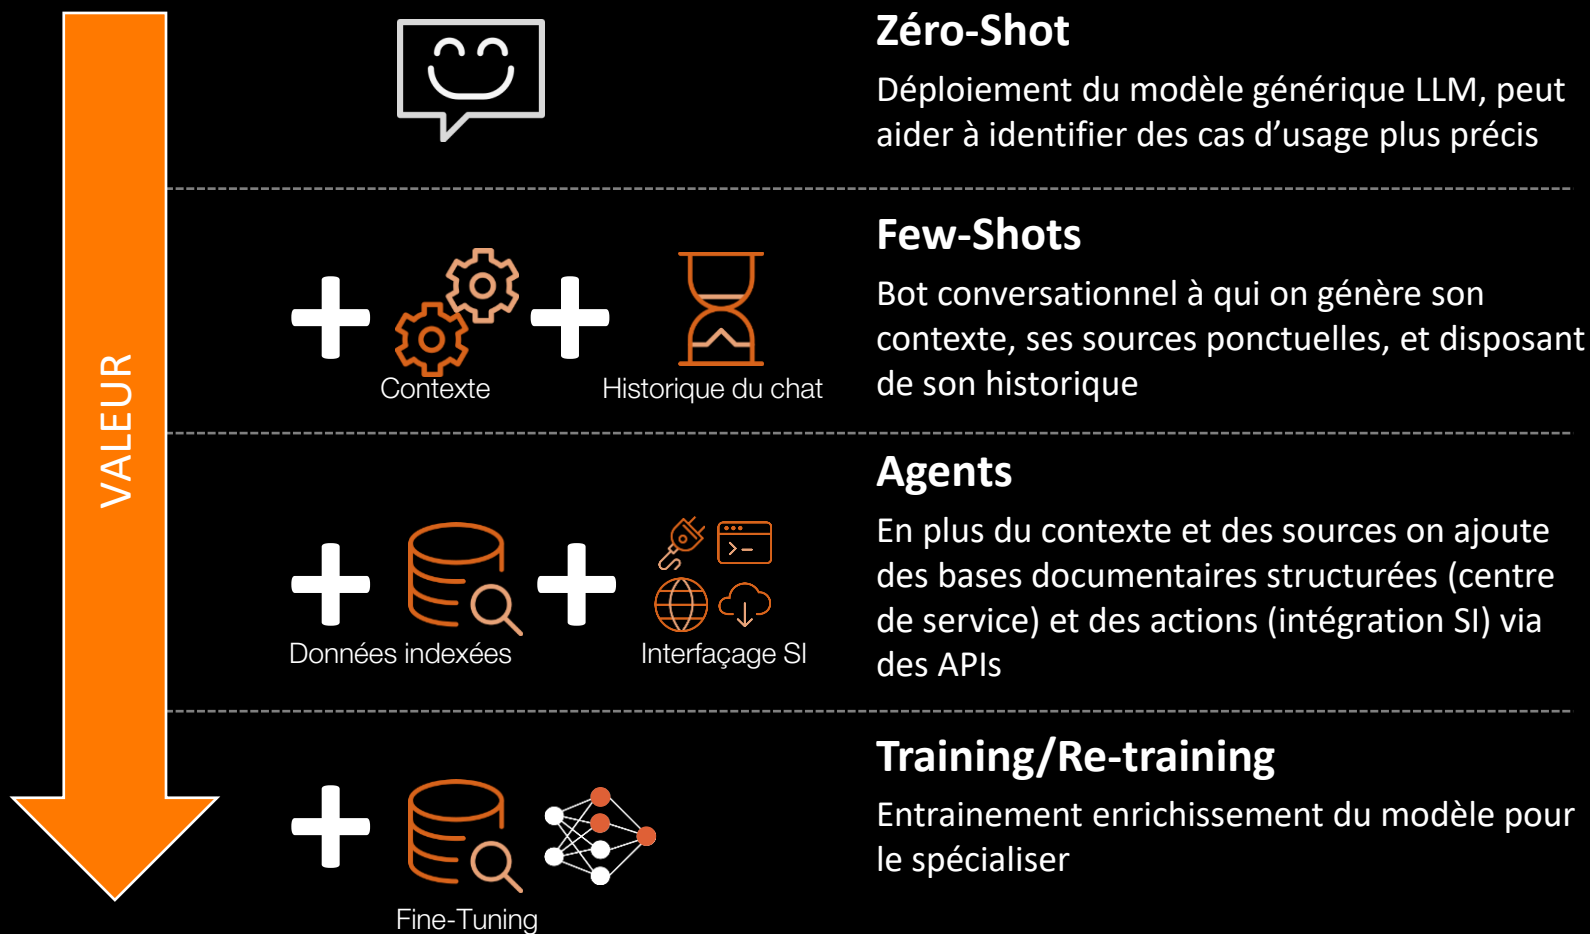 VALEUR
Zéro-Shot
Déploiement du modèle générique LLM, peut
aider à identifier des cas d’usage plus précis
Contexte
Historique du chat
Few-Shots
Bot conversationnel à qui on génère son
contexte, ses sources ponctuelles, et disposant
de son historique
Données indexées
Interfaçage SI
Agents
En plus du contexte et des sources on ajoute
des bases documentaires structurées (centre
de service) et des actions (intégration SI) via
des APIs
Fine-Tuning
Training/Re-training
Entrainement enrichissement du modèle pour
le spécialiser